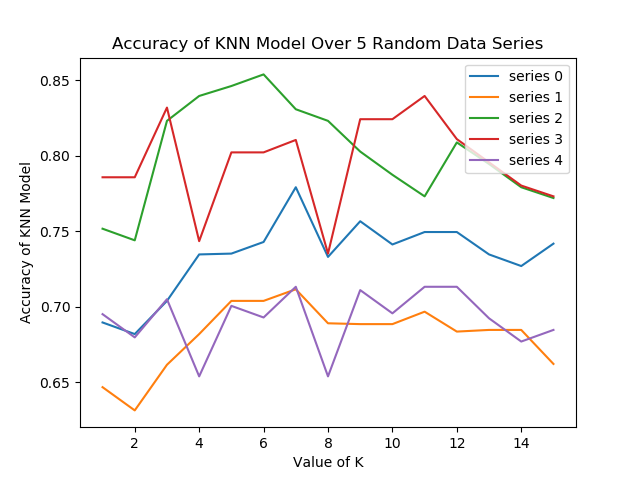 Accuracy of KNN Model Over 5 Random Data Series
series 0
series 1
series 2
series 3
series 4
Accuracy of KNN Model
0.85
0.80
0.75
0.70
0.65
2 4 6 8 10 12 14
Value of K